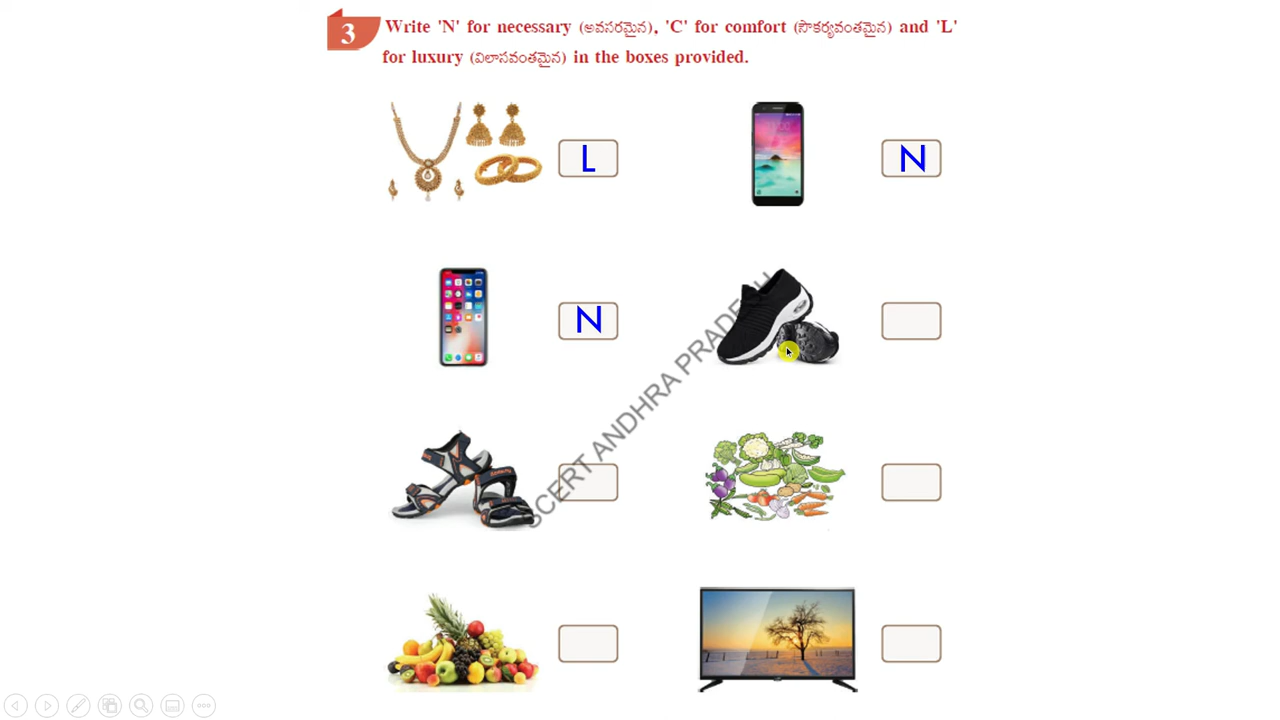 3 Write 'N' for necessary (అవసరమైన), 'C' for comfort (సౌకర్యవంతమైన) and 'L'
for luxury (విలాసవంతమైన) in the boxes provided.
L
N
N
SCERT ANDHRA PRADESH